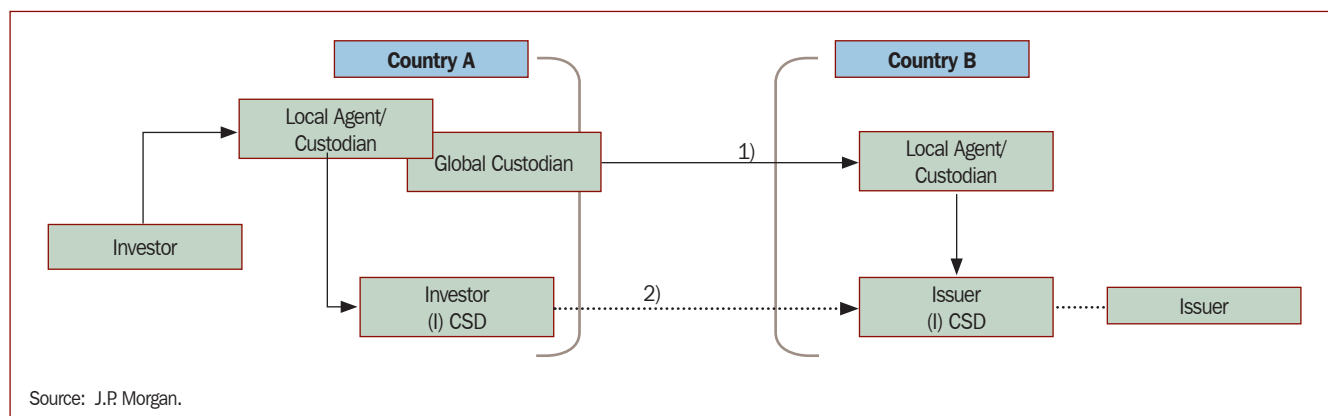 Country A
Country B
Local Agent/
Custodian
Global Custodian
1)
Local Agent/
Custodian
Investor
Investor
(I) CSD
2)
Issuer
(I) CSD
Issuer
Source: J.P. Morgan.